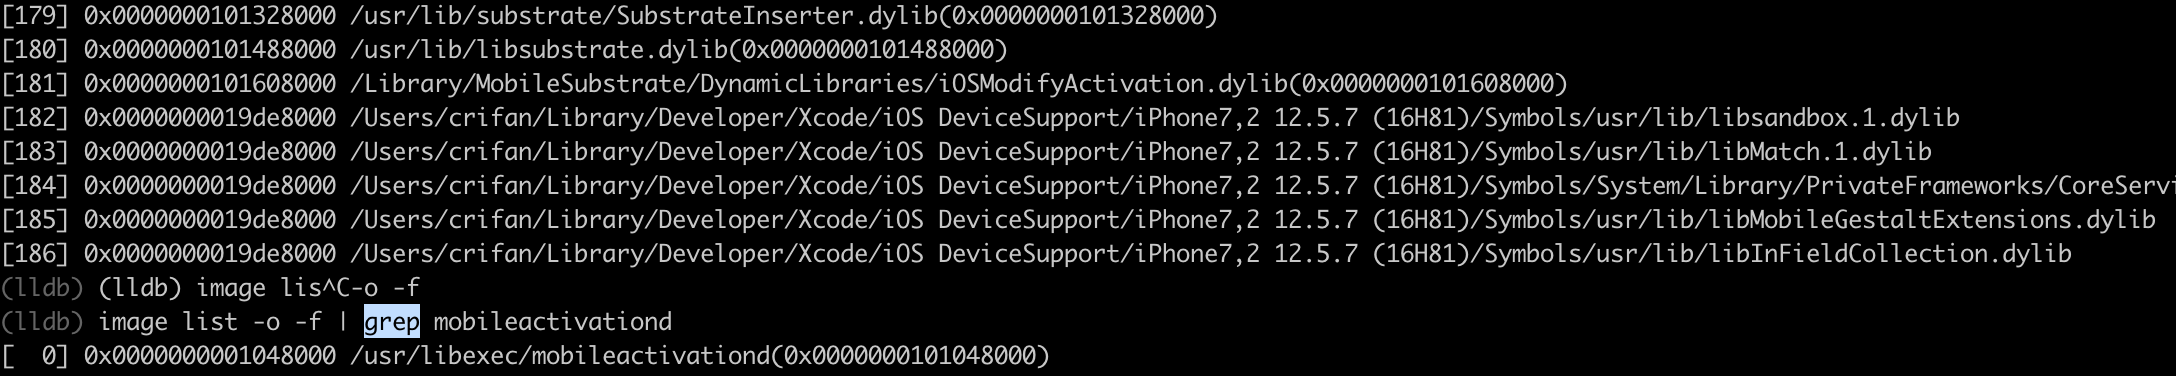 [179] 0x0000000101328000 /usr/lib/substrate/SubstrateInserter.dylib(0x0000000101328000)
[180] 0x0000000101488000 /usr/lib/libsubstrate.dylib(0x0000000101488000)
[181] 0x0000000101608000 /Library/MobileSubstrate/DynamicLibraries/iOSModifyActivation.dylib(0x0000000101608000)
[182] 0x0000000019de8000 /Users/crifan/Library/Developer/Xcode/iOS DeviceSupport/iPhone7,2 12.5.7 (16H81)/Symbols/usr/lib/libsandbox.1.dylib
[183] 0x0000000019de8000 /Users/crifan/Library/Developer/Xcode/iOS DeviceSupport/iPhone7,2 12.5.7 (16H81)/Symbols/usr/lib/libMatch.1.dylib
[184] 0x0000000019de8000 /Users/crifan/Library/Developer/Xcode/iOS DeviceSupport/iPhone7,2 12.5.7 (16H81)/Symbols/System/Library/PrivateFrameworks/CoreServi
[185] 0x0000000019de8000 /Users/crifan/Library/Developer/Xcode/iOS DeviceSupport/iPhone7,2 12.5.7 (16H81)/Symbols/usr/lib/libMobileGestaltExtensions.dylib
[186] 0x0000000019de8000 /Users/crifan/Library/Developer/Xcode/iOS DeviceSupport/iPhone7,2 12.5.7 (16H81)/Symbols/usr/lib/libInFieldCollection.dylib
(lldb) (lldb) image lis^C-o -f
(lldb) image list -o -f | grep mobileactivationd
[  0] 0x0000000001048000 /usr/libexec/mobileactivationd(0x0000000101048000)